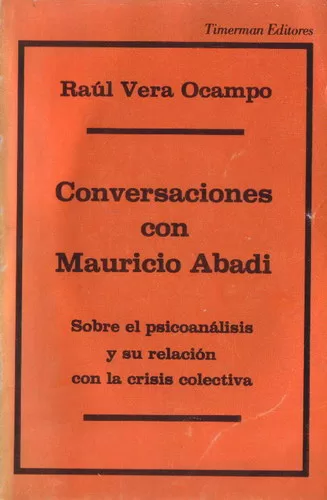 Timerman Editores
Raúl Vera Ocampo
Conversaciones
con
Mauricio Abadi
Sobre el psicoanálisis
y su relación
con la crisis colectiva